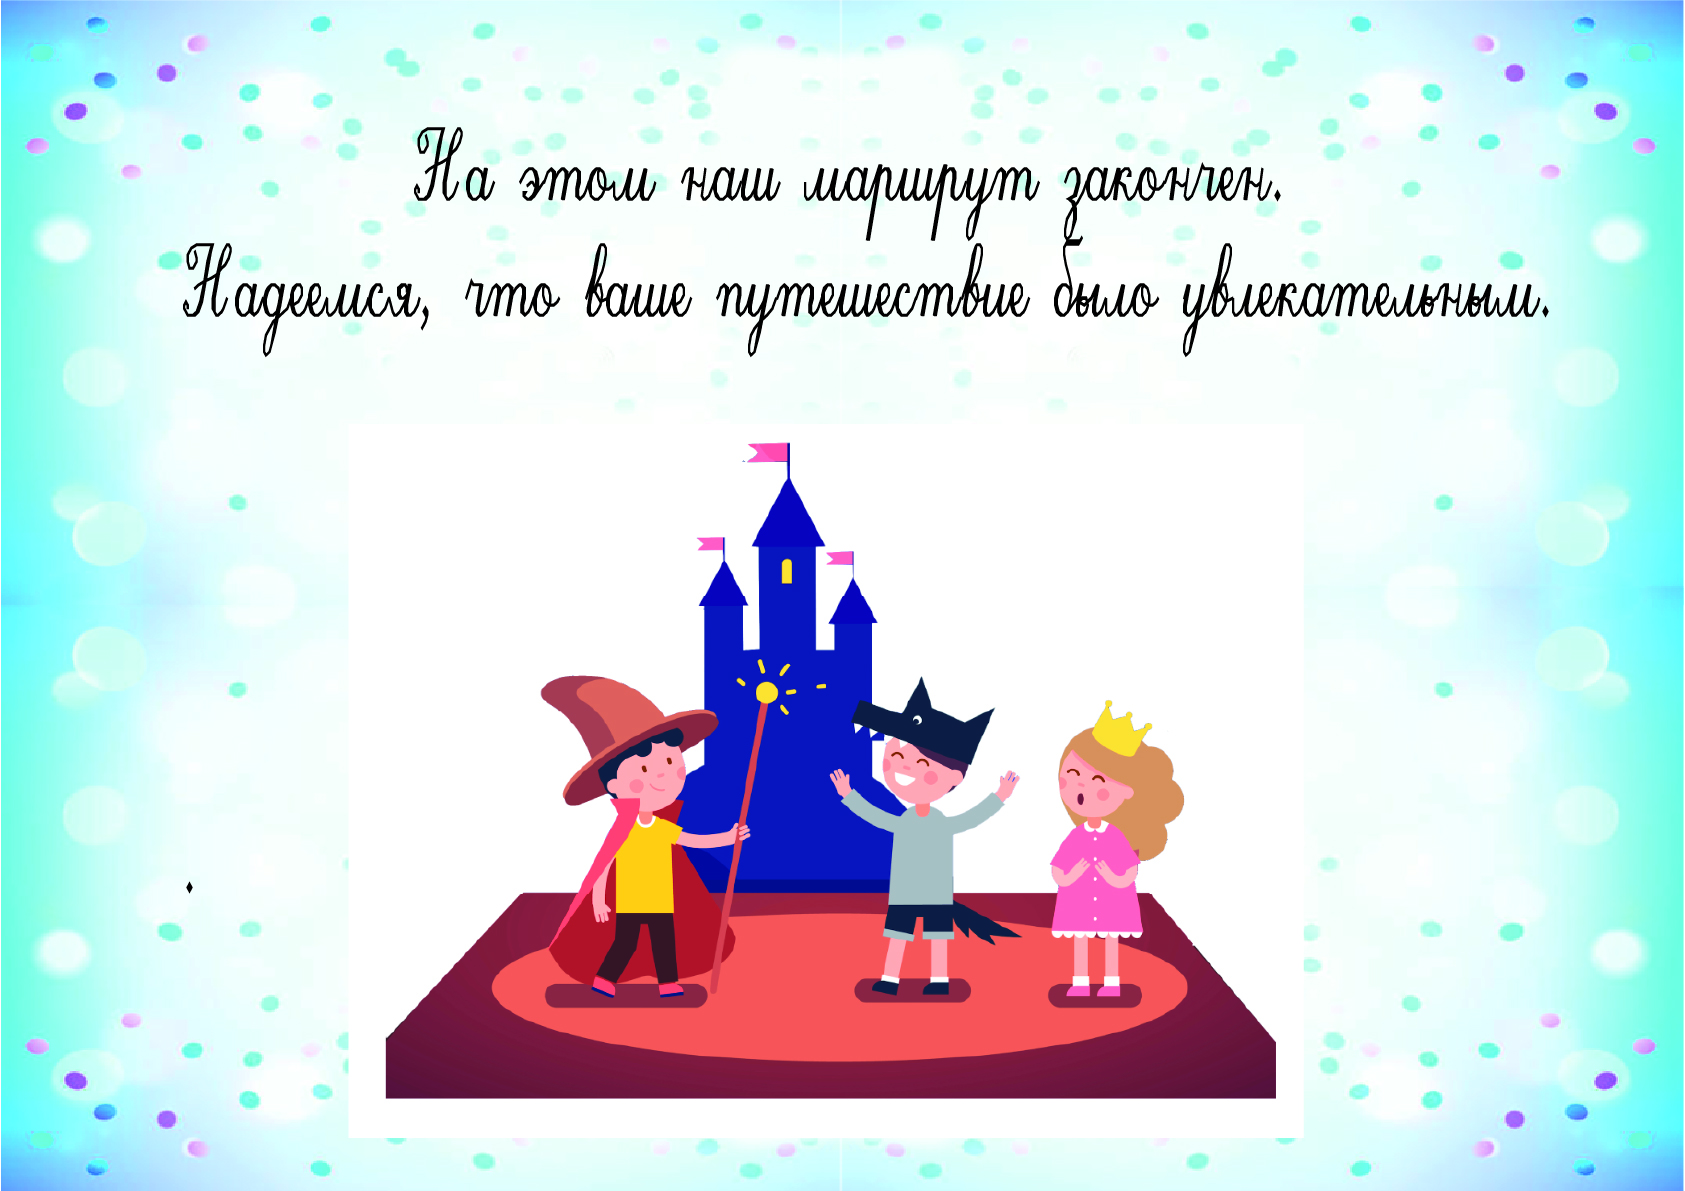 На этом наш маршрут закончен.
Надеемся, что ваше путешествие было увлекательным.